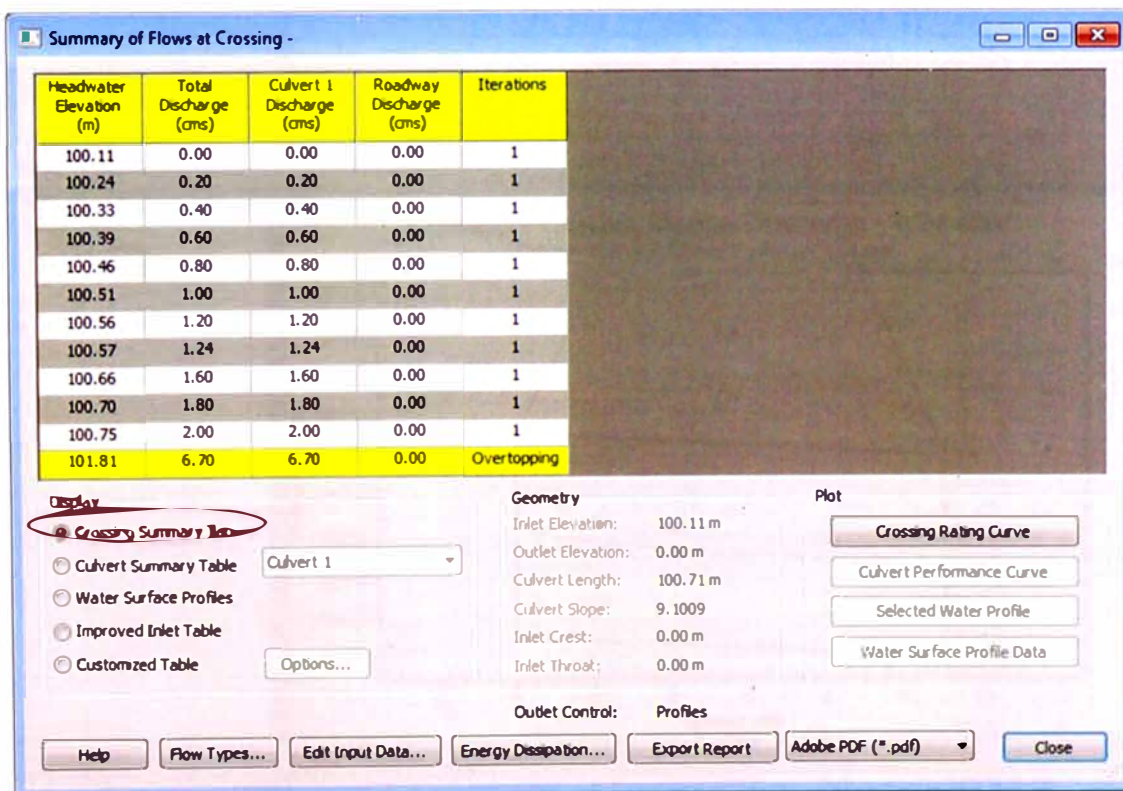 Summary of Flows at Crossing -
Headwater Elevation (m) Total Discharge (cms) Culvert 1 Discharge (cms) Roadway Discharge (cms) Iterations
100.11 0.00 0.00 0.00 1
100.24 0.20 0.20 0.00 1
100.33 0.40 0.40 0.00 1
100.39 0.60 0.60 0.00 1
100.46 0.80 0.80 0.00 1
100.51 1.00 1.00 0.00 1
100.56 1.20 1.20 0.00 1
100.57 1.24 1.24 0.00 1
100.66 1.60 1.60 0.00 1
100.70 1.80 1.80 0.00 1
100.75 2.00 2.00 0.00 1
101.81 6.70 6.70 0.00 Overtopping
Display
Crossing Summary
Culvert Summary Table Culvert 1
Water Surface Profiles
Improved Inlet Table
Customized Table Options...
Geometry
Inlet Elevation: 100.11 m
Outlet Elevation: 0.00 m
Culvert Length: 100.71 m
Culvert Slope: 9.1009
Inlet Crest: 0.00 m
Inlet Throat: 0.00 m
Outlet Control: Profiles
Plot
Crossing Rating Curve
Culvert Performance Curve
Selected Water Profile
Water Surface Profile Data
Help Flow Types... Edit Input Data... Energy Dissipation... Export Report Adobe PDF (*.pdf) Close